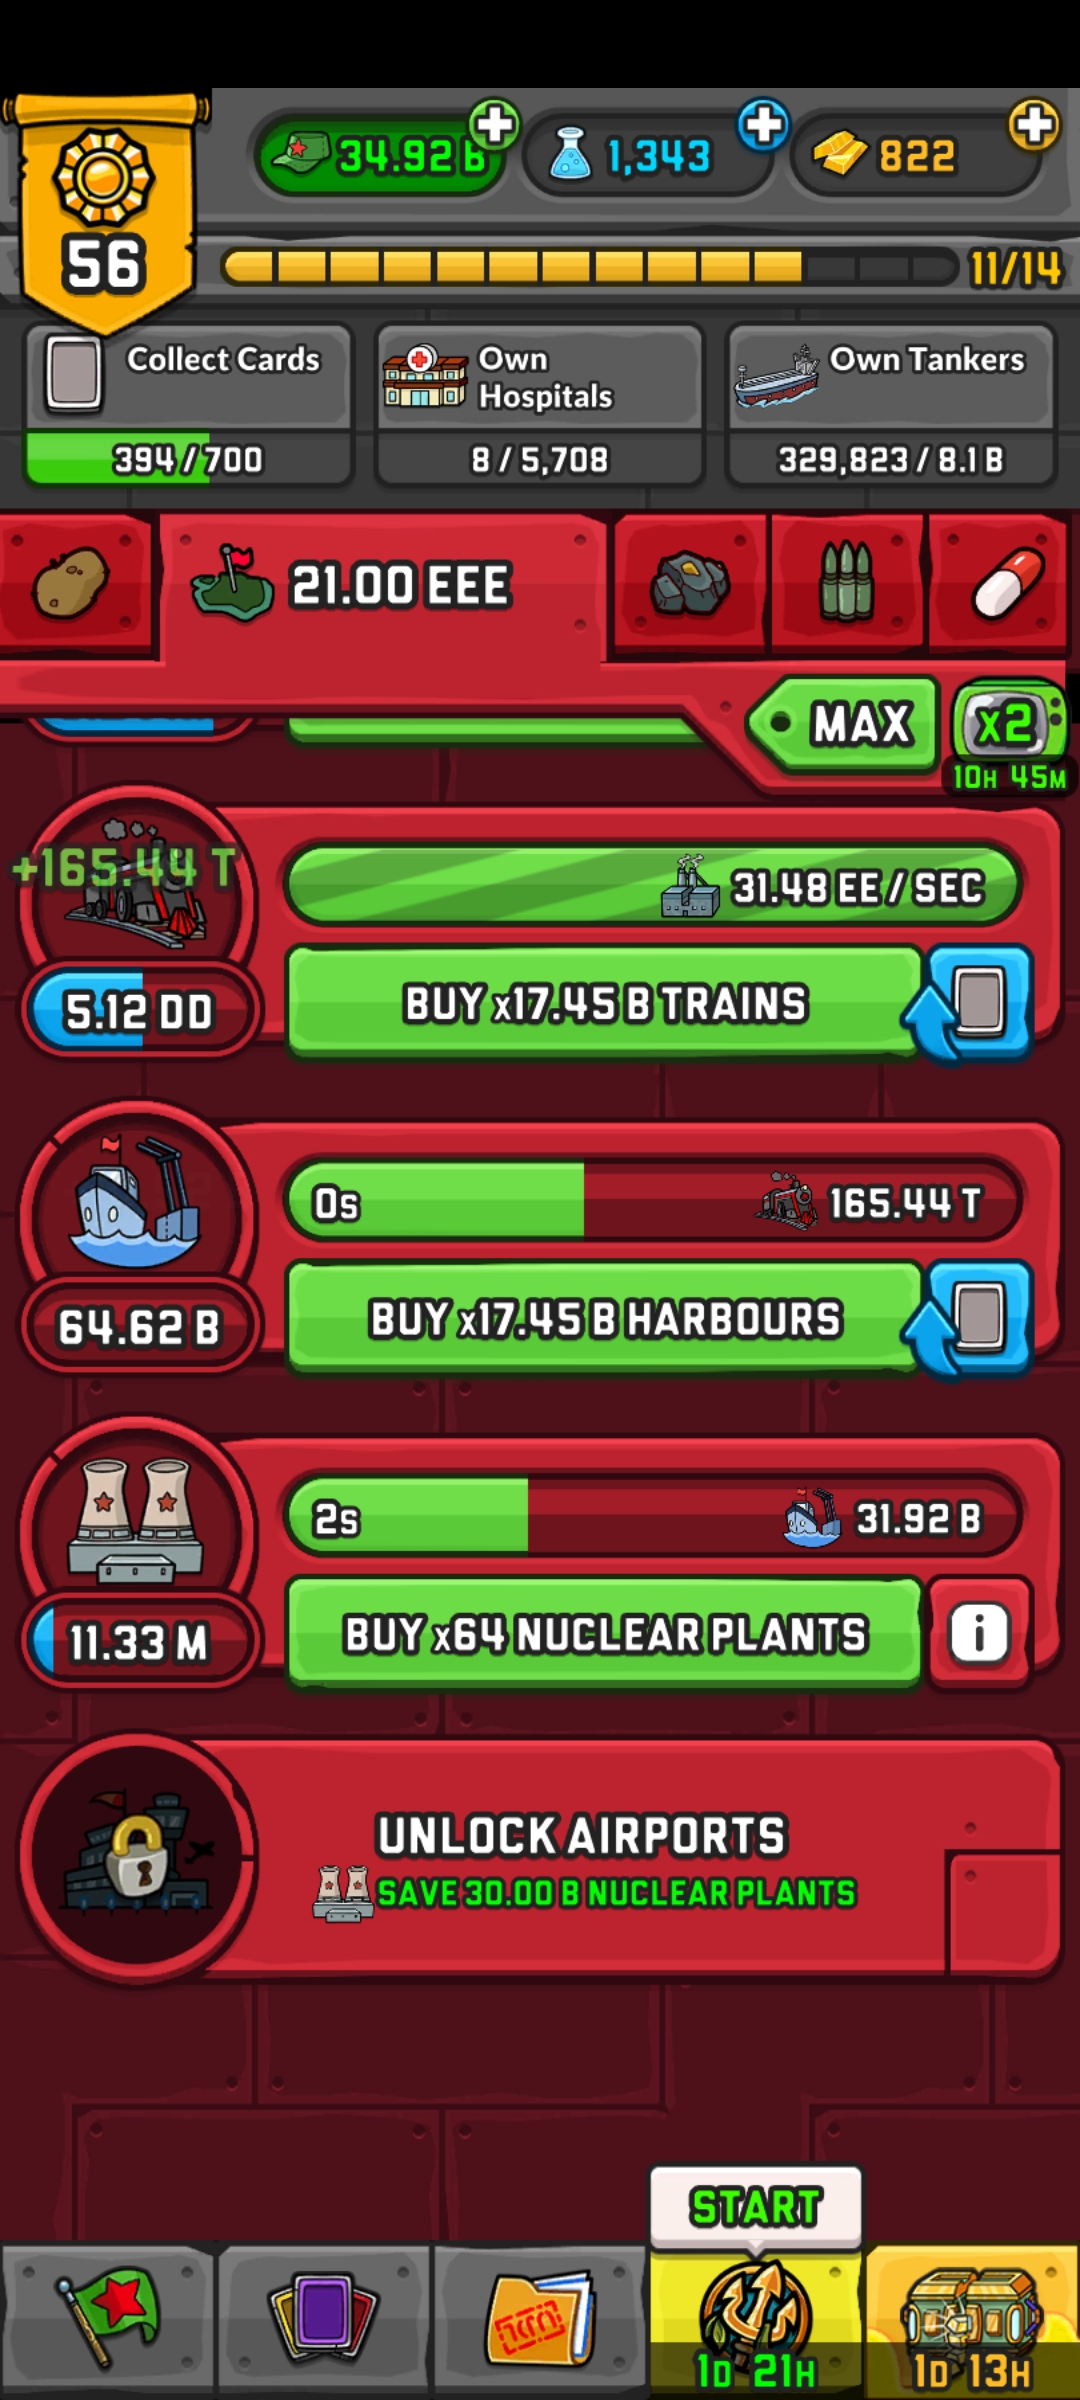 34.92 B
1,343
822
56
11/14
Collect Cards
394/700
Own
Hospitals
8/5,708
Own Tankers
329,823/8.1 B
21.00 EEE
MAX
x2
10H 45M
+165.44 T
31.48 EE/SEC
5.12 DD
BUY x17.45 B TRAINS
0s
165.44 T
64.62 B
BUY x17.45 B HARBOURS
2s
31.92 B
11.33 M
BUY x64 NUCLEAR PLANTS
i
UNLOCK AIRPORTS
SAVE 30.00 B NUCLEAR PLANTS
START
1D 21H
1D 13H